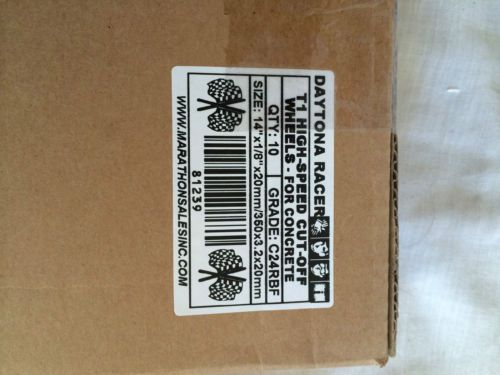 DAYTONA RACER
T1 HIGH-SPEED CUT-OFF
WHEELS - FOR CONCRETE
QTY: 10 GRADE: C24RBF
SIZE: 14"x1/8"x20mm/350x3.2x20mm
81239
WWW.MARATHONSALESINC.COM